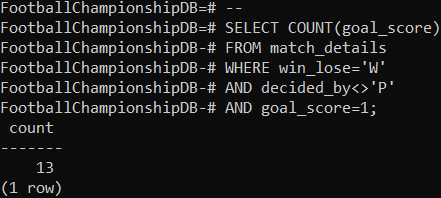 FootballChampionshipDB=# --
FootballChampionshipDB=# SELECT COUNT(goal_score)
FootballChampionshipDB-# FROM match_details
FootballChampionshipDB-# WHERE win_lose='W'
FootballChampionshipDB-# AND decided_by<>'P'
FootballChampionshipDB-# AND goal_score=1;
 count
-------
    13
(1 row)